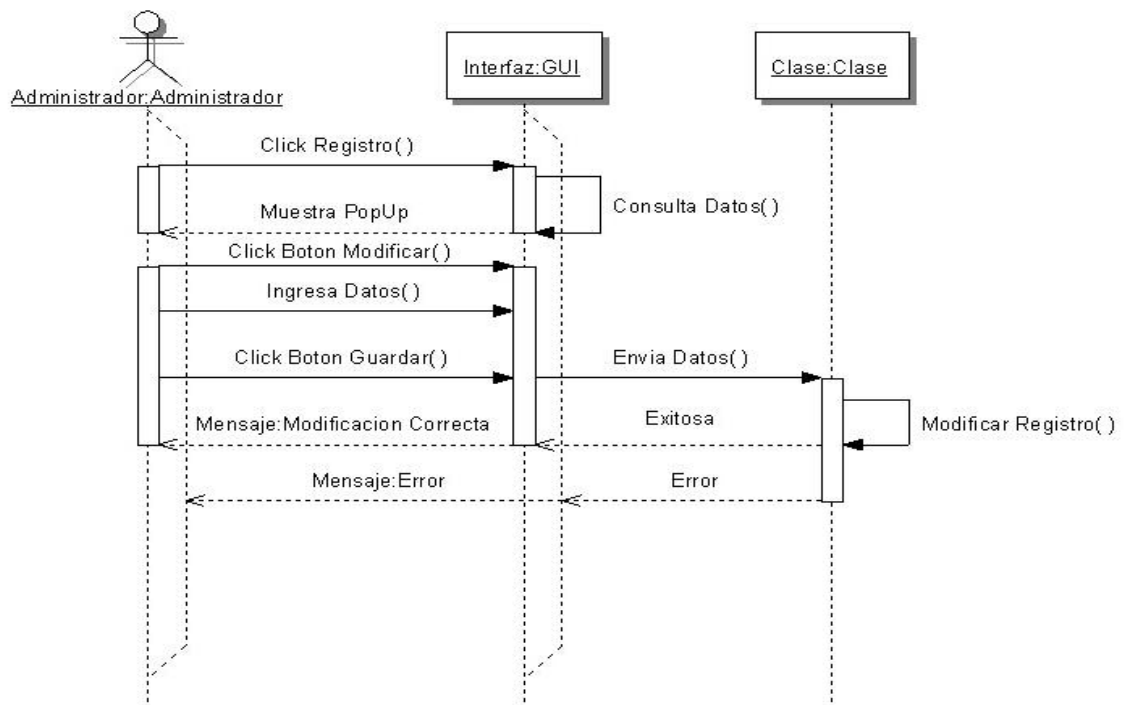 Administrador:Administrador
Interfaz:GUI
Clase:Clase
Click Registro( )
Consulta Datos( )
Muestra PopUp
Click Boton Modificar( )
Ingresa Datos( )
Click Boton Guardar( )
Envia Datos( )
Mensaje:Modificacion Correcta
Exitosa
Modificar Registro( )
Mensaje:Error
Error